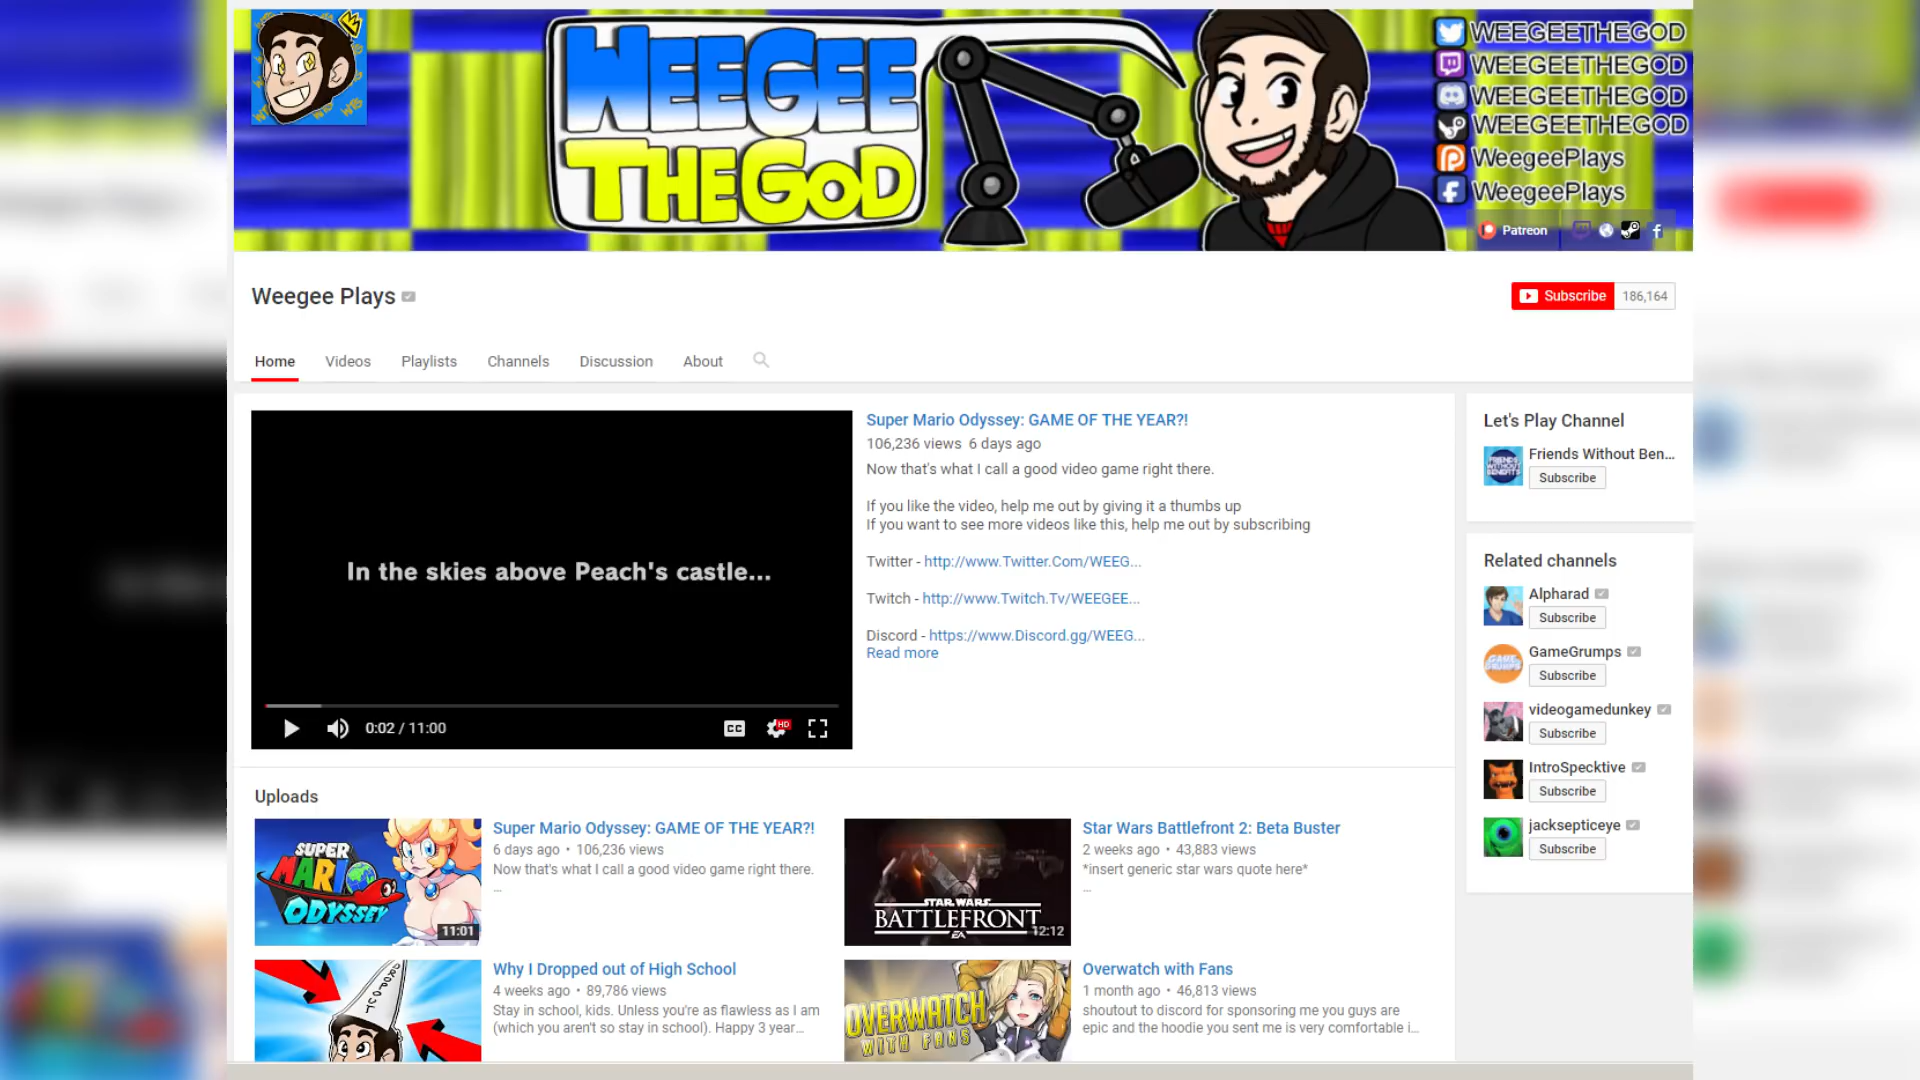 WEEGEE
THEGOD
WEEGEETHEGOD
WEEGEETHEGOD
WEEGEETHEGOD
WEEGEETHEGOD
WeegeePlays
WeegeePlays
Patreon
Weegee Plays
Subscribe 186,164
Home Videos Playlists Channels Discussion About
In the skies above Peach's castle...
0:02 / 11:00
CC
HD
Super Mario Odyssey: GAME OF THE YEAR?!
106,236 views 6 days ago
Now that's what I call a good video game right there.
If you like the video, help me out by giving it a thumbs up
If you want to see more videos like this, help me out by subscribing
Twitter - http://www.Twitter.Com/WEEG...
Twitch - http://www.Twitch.Tv/WEEGEE...
Discord - https://www.Discord.gg/WEEG...
Read more
Let's Play Channel
FRIENDS
WITHOUT
BENEFITS
Friends Without Ben...
Subscribe
Related channels
Alpharad
Subscribe
GAME
GRUMPS
GameGrumps
Subscribe
videogamedunkey
Subscribe
IntroSpecktive
Subscribe
jacksepticeye
Subscribe
Uploads
SUPER
MARIO
ODYSSEY
11:01
Super Mario Odyssey: GAME OF THE YEAR?!
6 days ago • 106,236 views
Now that's what I call a good video game right there.
...
STAR WARS
BATTLEFRONT
EA
12:12
Star Wars Battlefront 2: Beta Buster
2 weeks ago • 43,883 views
*insert generic star wars quote here*
...
DROPOUT
Why I Dropped out of High School
4 weeks ago • 89,786 views
Stay in school, kids. Unless you're as flawless as I am
(which you aren't so stay in school). Happy 3 year...
OVERWATCH
WITH FANS
Overwatch with Fans
1 month ago • 46,813 views
shoutout to discord for sponsoring me you guys are
epic and the hoodie you sent me is very comfortable i...